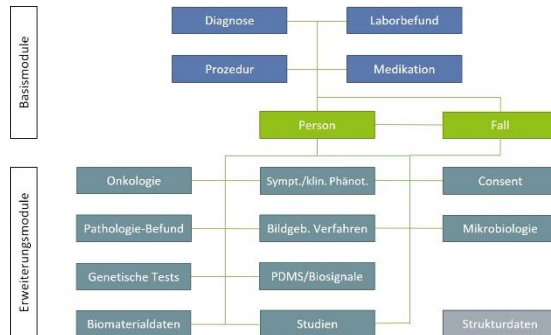 Basismodule
Diagnose
Laborbefund
Prozedur
Medikation
Person
Fall
Erweiterungsmodule
Onkologie
Sympt./klin. Phänot.
Consent
Pathologie-Befund
Bildgeb. Verfahren
Mikrobiologie
Genetische Tests
PDMS/Biosignale
Biomaterialdaten
Studien
Strukturdaten